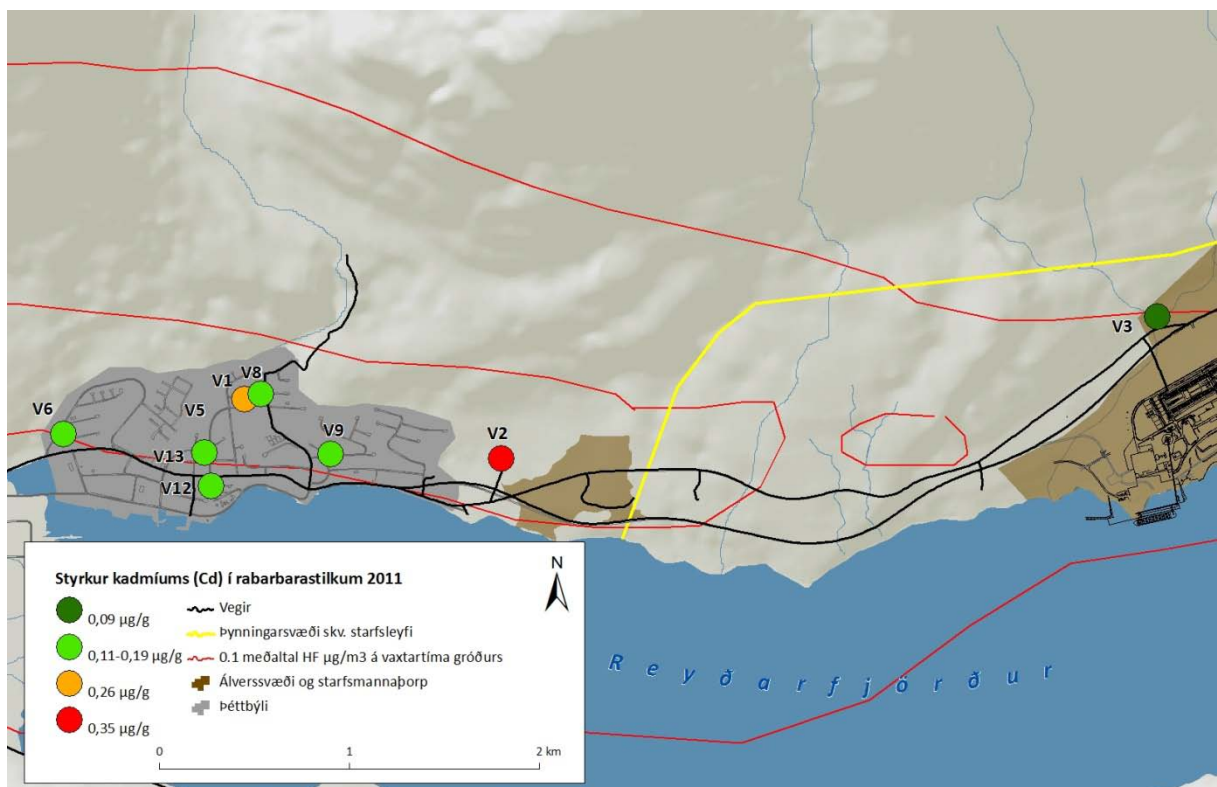 V3
V1
V8
V6
V5
V9
V2
V13
V12
Styrkur kadmíums (Cd) í rabarbarastilkum 2011
0,09 µg/g
0,11-0,19 µg/g
0,26 µg/g
0,35 µg/g
Vegir
Þynningarsvæði skv. starfsleyfi
0.1 meðaltal HF µg/m3 á vaxtartíma gróðurs
Álverssvæði og starfsmannaþorp
Þéttbýli
N
0 1 2 km
Reyðarfjörður